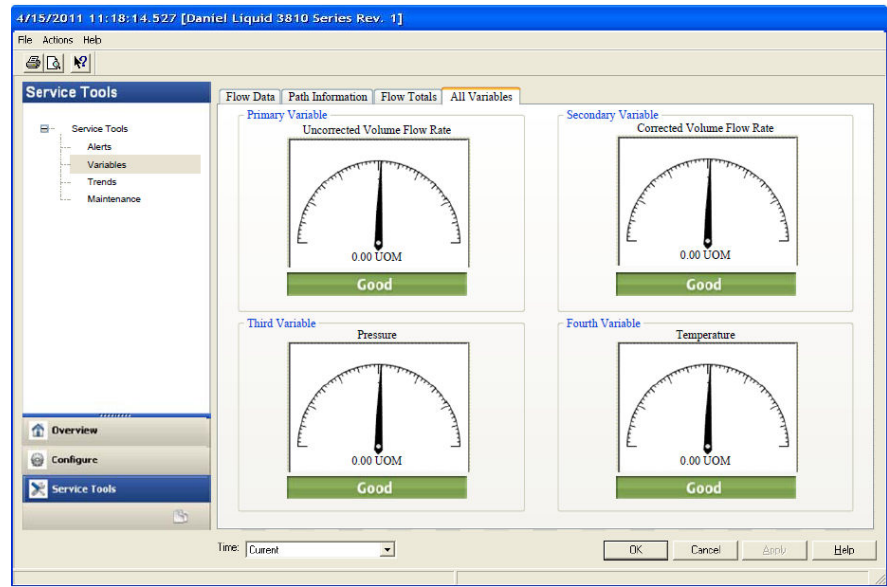 4/15/2011 11:18:14.527 [Daniel Liquid 3810 Series Rev. 1]
File Actions Help
Service Tools
Service Tools
Alerts
Variables
Trends
Maintenance
Overview
Configure
Service Tools
Flow Data Path Information Flow Totals All Variables
Primary Variable
Uncorrected Volume Flow Rate
0.00 UOM
Good
Secondary Variable
Corrected Volume Flow Rate
0.00 UOM
Good
Third Variable
Pressure
0.00 UOM
Good
Fourth Variable
Temperature
0.00 UOM
Good
Time: Current
OK Cancel Apply Help